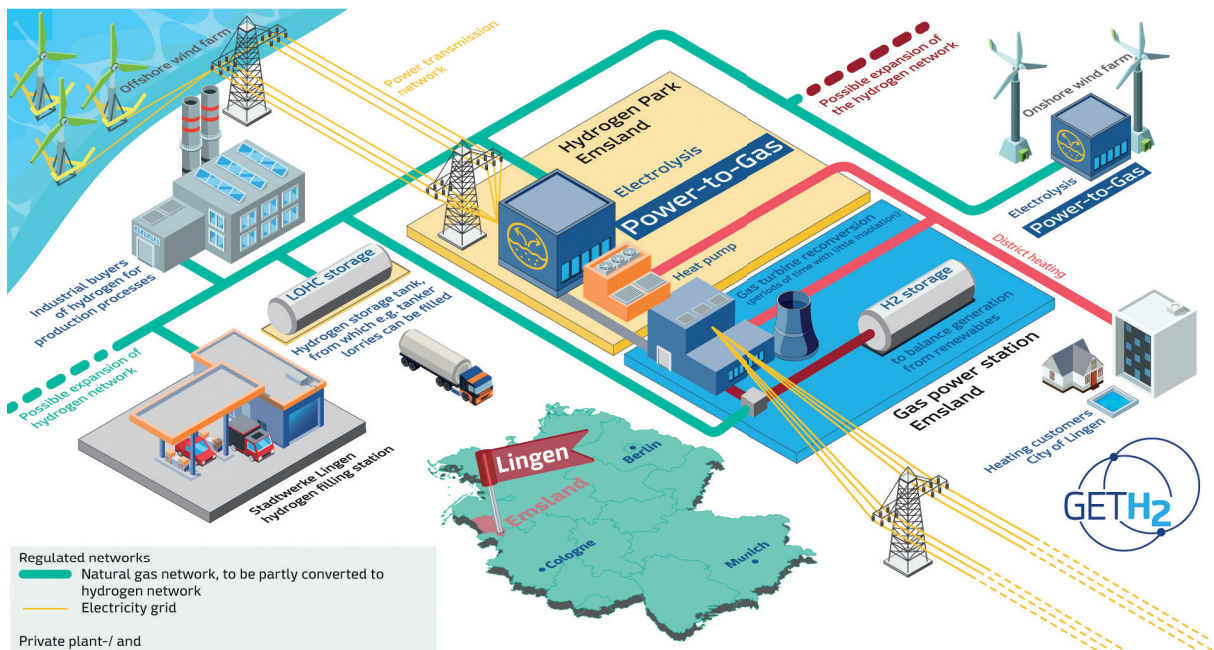 Offshore wind farm
Power transmission
network
Possible expansion of
the hydrogen network
Onshore wind farm
Hydrogen Park
Emsland
Electrolysis
Power-to-Gas
Electrolysis
Power-to-Gas
Heat pump
Gas turbine reconversion
(periods of time with little insolation)
District heating
Industrial buyers
of hydrogen for
production processes
LOHC storage
Hydrogen storage tank,
from which e.g. tanker
lorries can be filled
H2 storage
to balance generation
from renewables
Gas power station
Emsland
Possible expansion of
hydrogen network
Heating customers
City of Lingen
Stadtwerke Lingen
hydrogen filling station
Lingen
Emsland
Berlin
Cologne
Munich
GETH2
Regulated networks
Natural gas network, to be partly converted to
hydrogen network
Electricity grid
Private plant-/ and